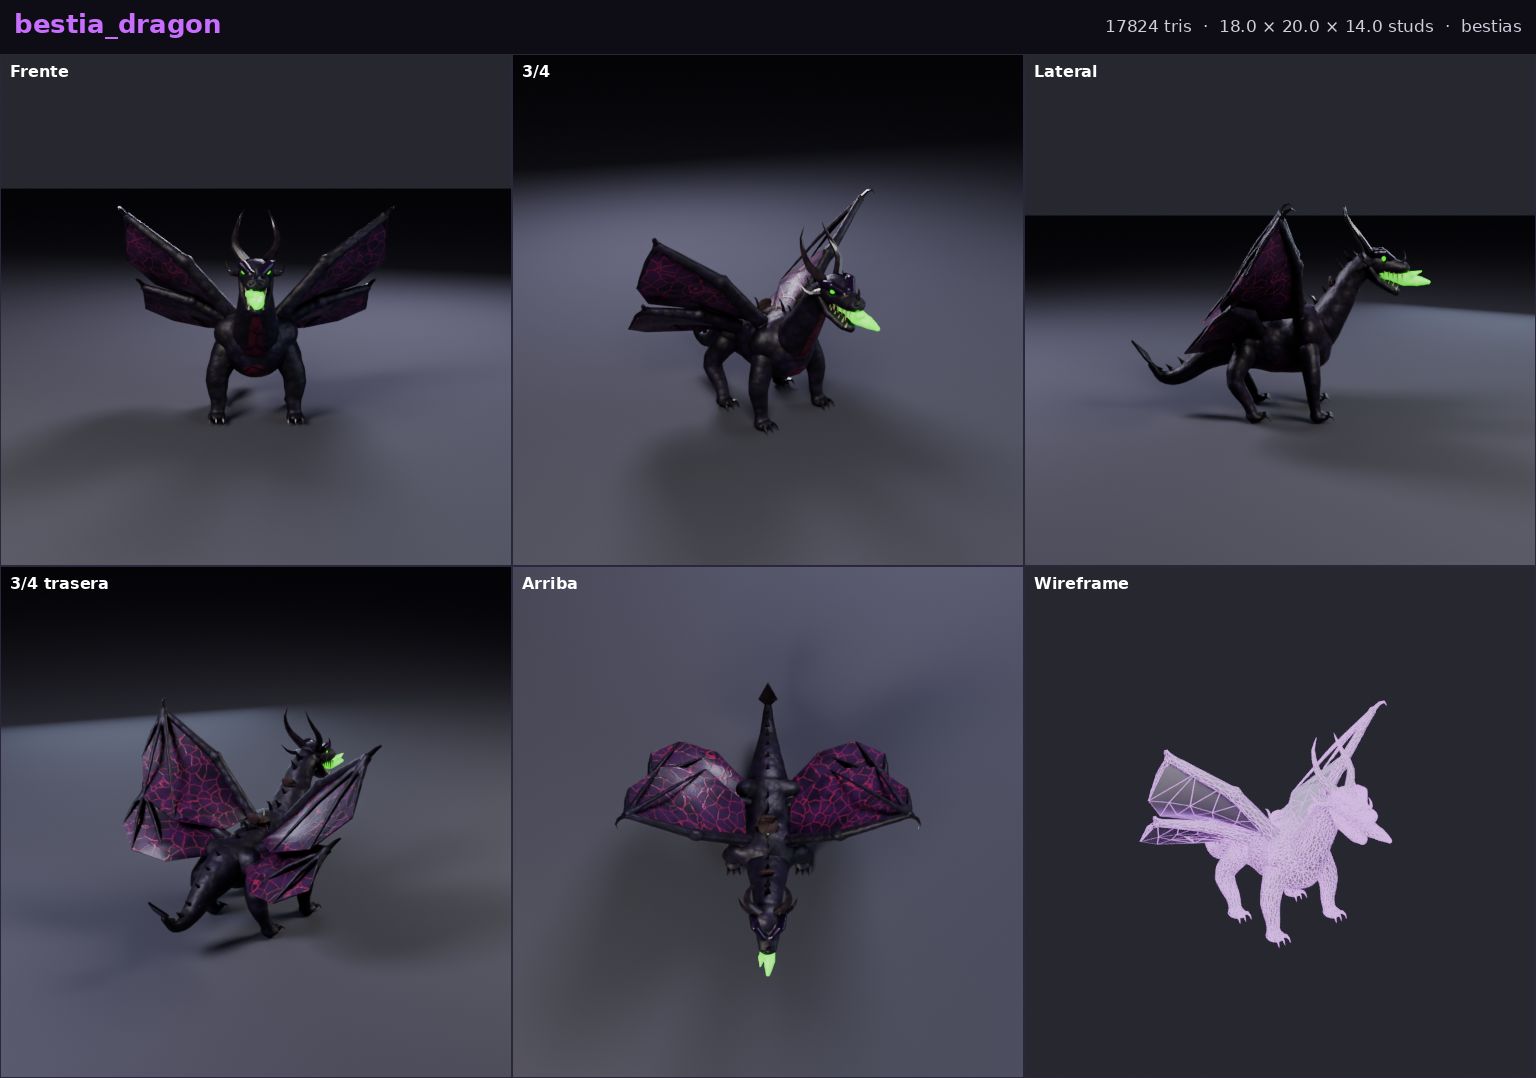 bestia_dragon
17824 tris · 18.0 × 20.0 × 14.0 studs · bestias
Frente
3/4
Lateral
3/4 trasera
Arriba
Wireframe